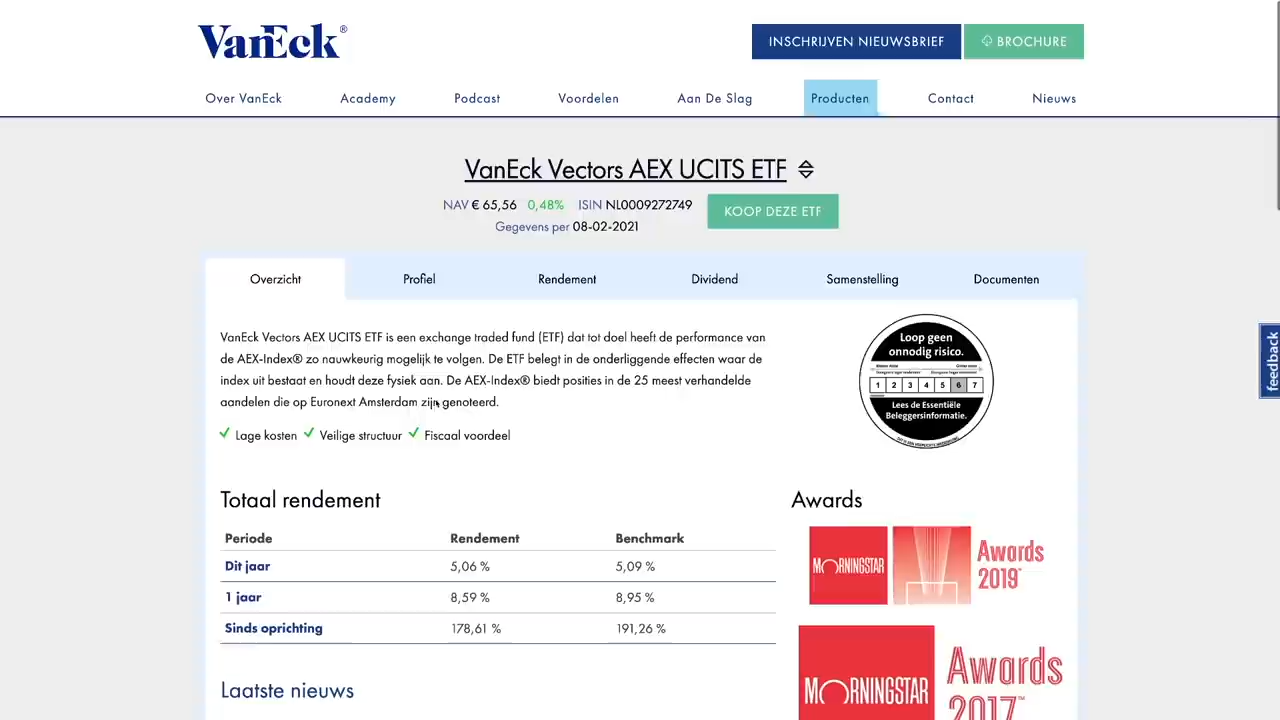 VanEck®
INSCHRIJVEN NIEUWSBRIEF
BROCHURE
Over VanEck
Academy
Podcast
Voordelen
Aan De Slag
Producten
Contact
Nieuws
VanEck Vectors AEX UCITS ETF
NAV € 65,56 0,48% ISIN NL0009272749
Gegevens per 08-02-2021
KOOP DEZE ETF
Overzicht
Profiel
Rendement
Dividend
Samenstelling
Documenten
VanEck Vectors AEX UCITS ETF is een exchange traded fund (ETF) dat tot doel heeft de performance van
de AEX-Index® zo nauwkeurig mogelijk te volgen. De ETF belegt in de onderliggende effecten waar de
index uit bestaat en houdt deze fysiek aan. De AEX-Index® biedt posities in de 25 meest verhandelde
aandelen die op Euronext Amsterdam zijn genoteerd.
Lage kosten Veilige structuur Fiscaal voordeel
Loop geen
onnodig risico.
1 2 3 4 5 6 7
Lees de Essentiële
Beleggersinformatie.
feedback
Totaal rendement
Periode Rendement Benchmark
Dit jaar 5,06 % 5,09 %
1 jaar 8,59 % 8,95 %
Sinds oprichting 178,61 % 191,26 %
Laatste nieuws
Awards
MORNINGSTAR
Awards
2019™
MORNINGSTAR
Awards
2017™